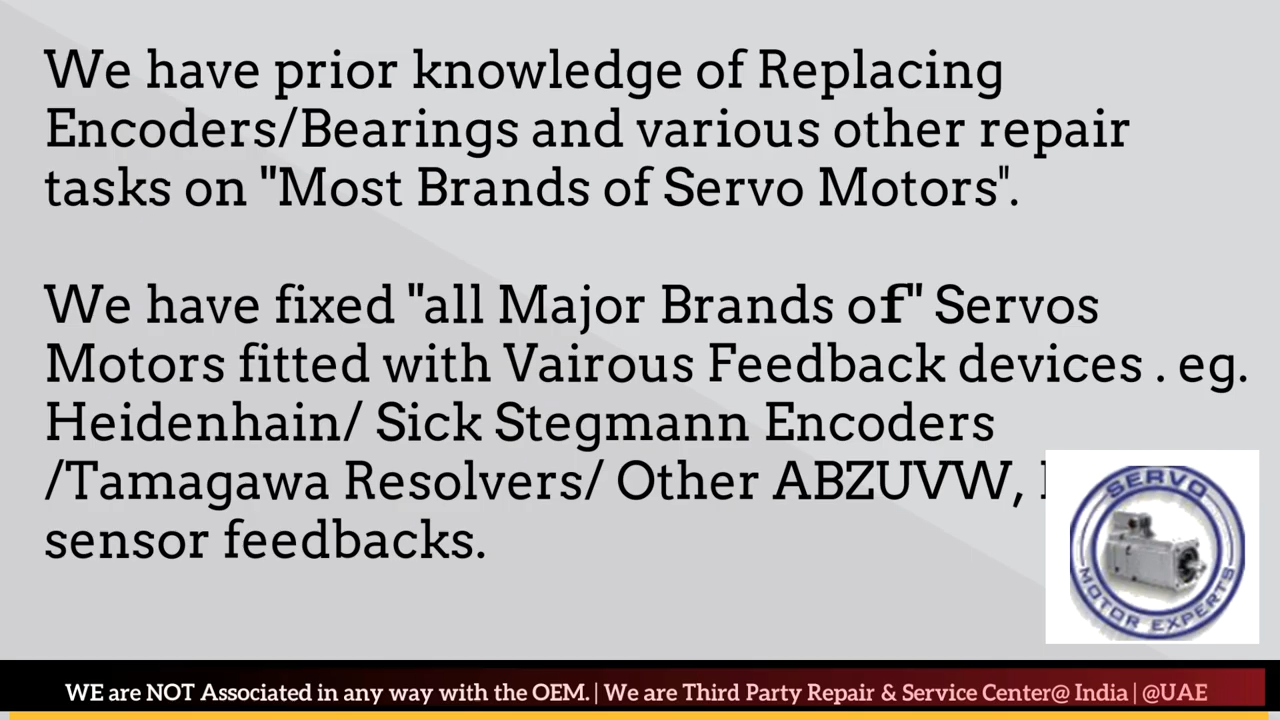 We have prior knowledge of Replacing
Encoders/Bearings and various other repair
tasks on "Most Brands of Servo Motors".
We have fixed "all Major Brands of" Servos
Motors fitted with Vairous Feedback devices . eg.
Heidenhain/ Sick Stegmann Encoders
/Tamagawa Resolvers/ Other ABZUVW,
sensor feedbacks.
SERVO
MOTOR EXPERTS
WE are NOT Associated in any way with the OEM. | We are Third Party Repair & Service Center@ India | @UAE